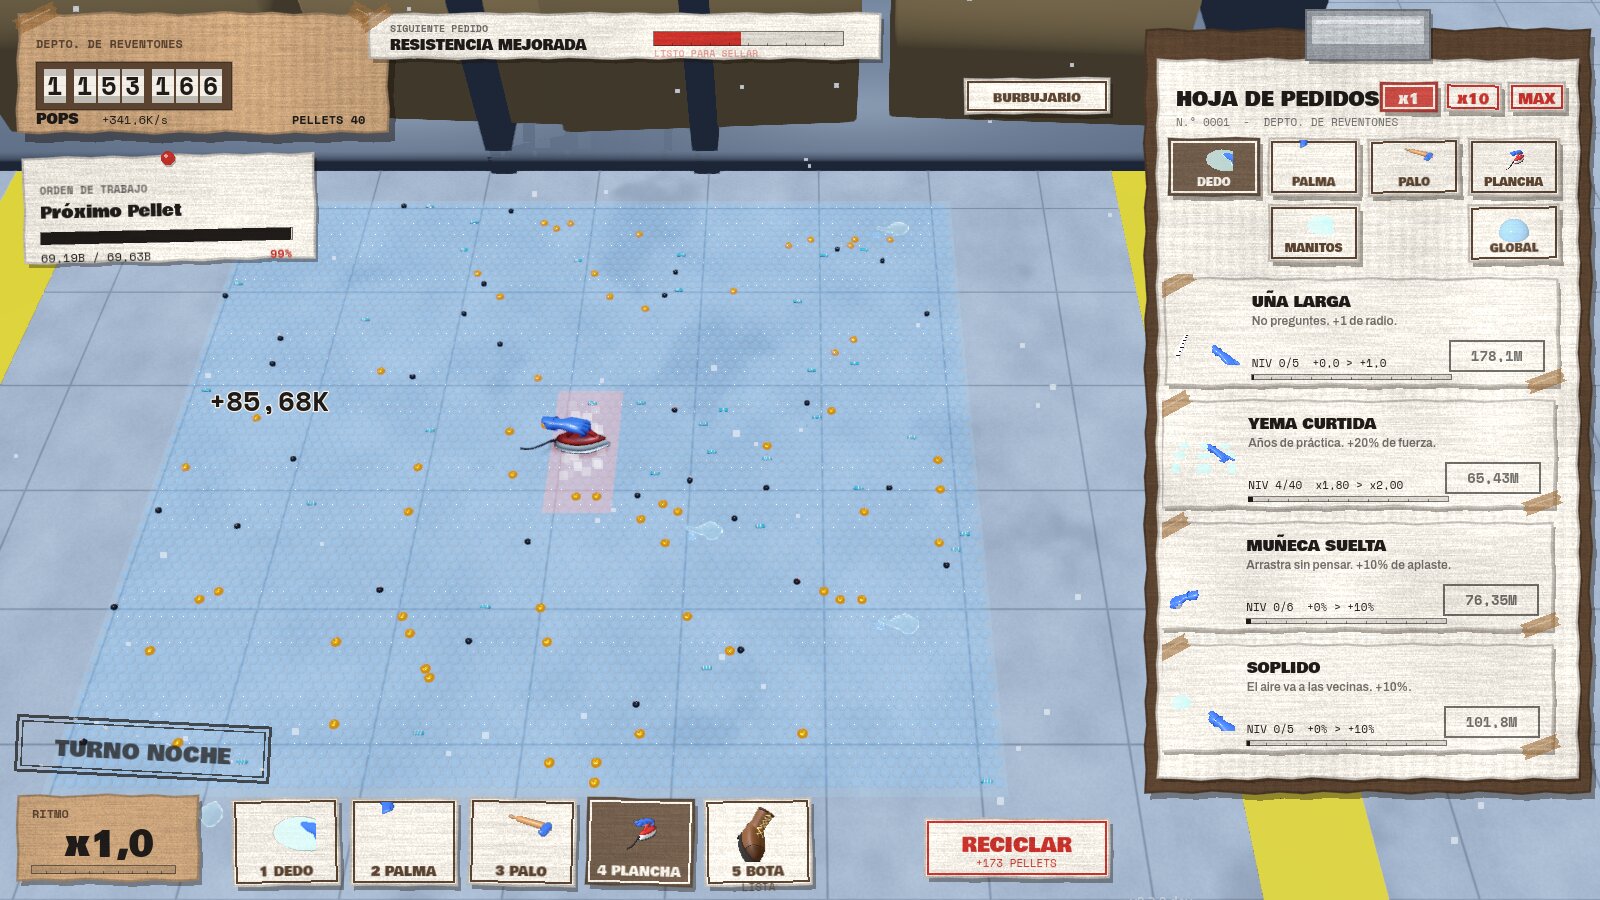 DEPTO. DE REVENTONES
1 153 166
POPS +341.6K/s PELLETS 40
SIGUIENTE PEDIDO
RESISTENCIA MEJORADA
LISTO PARA SELLAR
BURBUJARIO
ORDEN DE TRABAJO
Próximo Pellet
69.19B / 69.63B 99%
+85,68K
TURNO NOCHE
RITMO
x1,0
1 DEDO
2 PALMA
3 PALO
4 PLANCHA
5 BOTA
LISTA
RECICLAR
+173 PELLETS
HOJA DE PEDIDOS x1 x10 MAX
N.° 0001 - DEPTO. DE REVENTONES
DEDO
PALMA
PALO
PLANCHA
MANITOS
GLOBAL
UÑA LARGA
No preguntes. +1 de radio.
NIV 0/5 +0,0 > +1,0
178,1M
YEMA CURTIDA
Años de práctica. +20% de fuerza.
NIV 4/40 x1,80 > x2,00
65,43M
MUÑECA SUELTA
Arrastra sin pensar. +10% de aplaste.
NIV 0/6 +0% > +10%
76,35M
SOPLIDO
El aire va a las vecinas. +10%.
NIV 0/5 +0% > +10%
101,8M